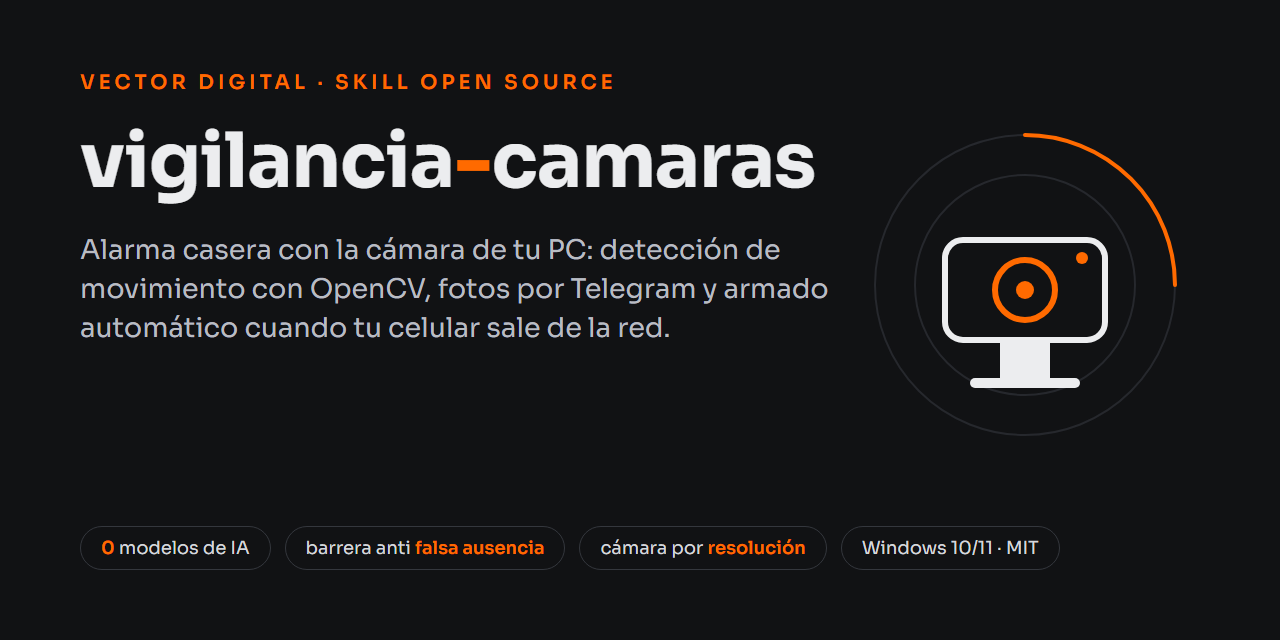 VECTOR DIGITAL · SKILL OPEN SOURCE
vigilancia-camaras
Alarma casera con la cámara de tu PC: detección de
movimiento con OpenCV, fotos por Telegram y armado
automático cuando tu celular sale de la red.
0 modelos de IA
barrera anti falsa ausencia
cámara por resolución
Windows 10/11 · MIT